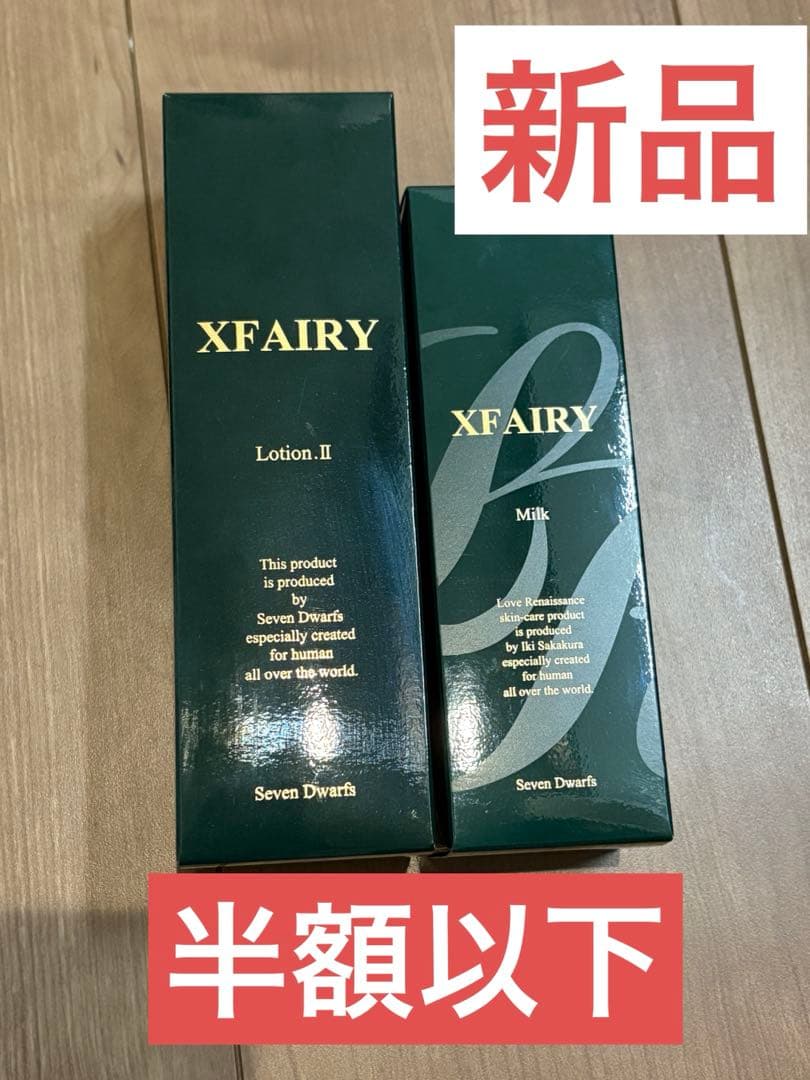 新品
XFAIRY
Lotion.Ⅱ
This product
is produced
by
Seven Dwarfs
especially created
for human
all over the world.
Seven Dwarfs
XFAIRY
Milk
Love Renaissance
skin-care product
is produced
by Iki Sakakura
especially created
for human
all over the world.
Seven Dwarfs
半額以下